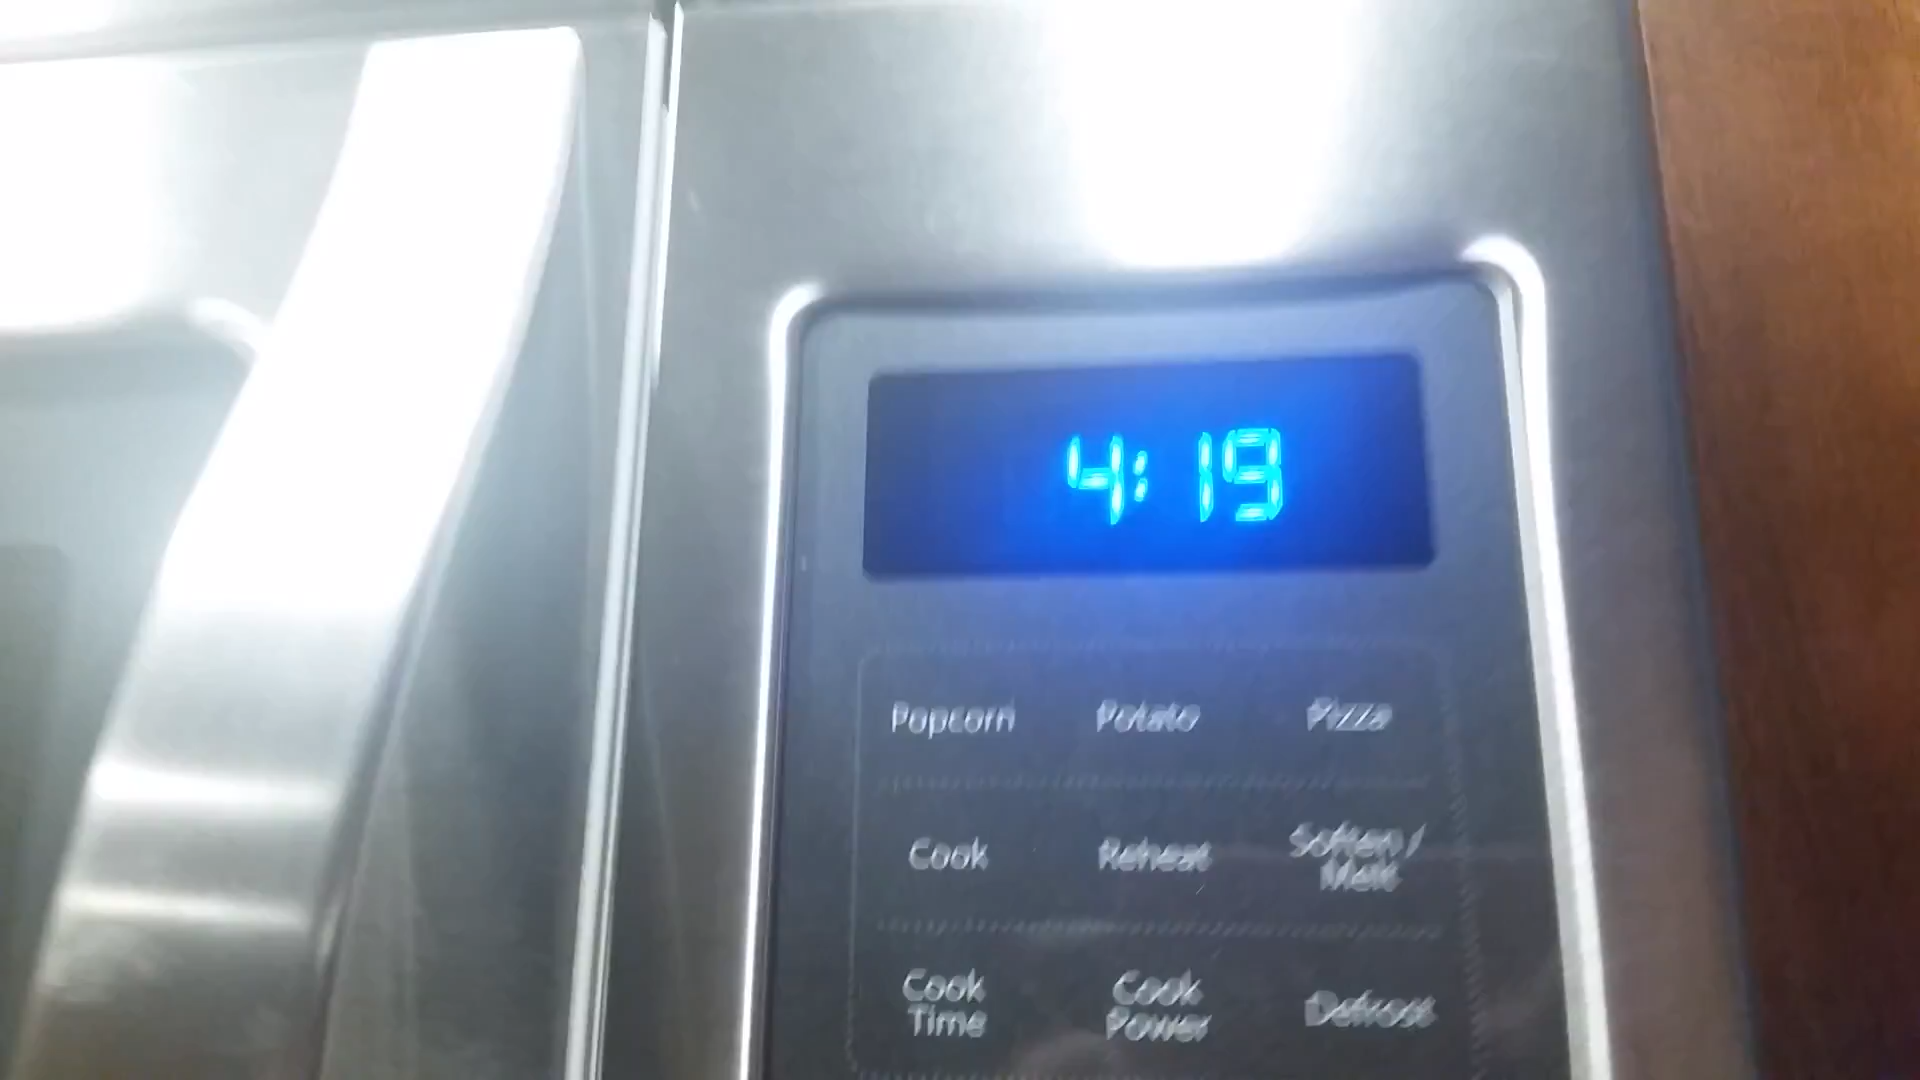 4:19
Popcorn Potato Pizza
Cook Reheat Soften / Melt
Cook Time Cook Power Defrost